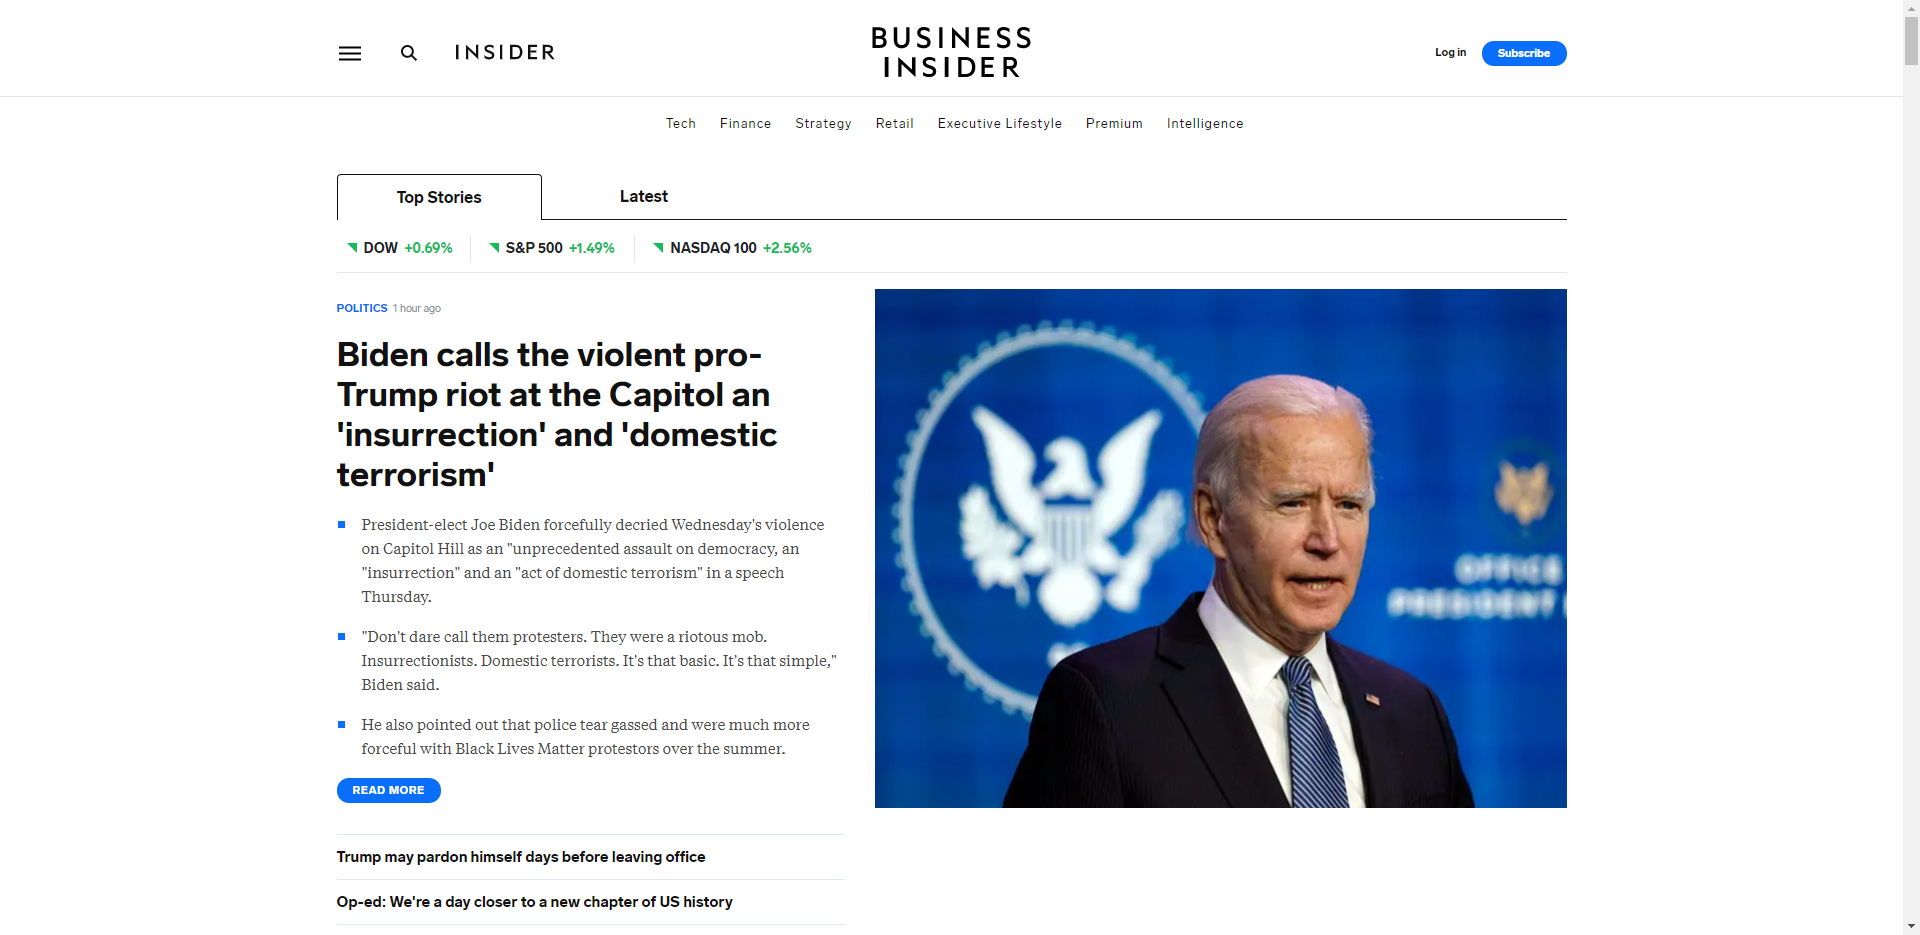 INSIDER
BUSINESS
INSIDER
Log in
Subscribe
Tech Finance Strategy Retail Executive Lifestyle Premium Intelligence
Top Stories Latest
DOW +0.69% S&P 500 +1.49% NASDAQ 100 +2.56%
POLITICS 1 hour ago
Biden calls the violent pro-
Trump riot at the Capitol an
'insurrection' and 'domestic
terrorism'
President-elect Joe Biden forcefully decried Wednesday's violence
on Capitol Hill as an "unprecedented assault on democracy, an
"insurrection" and an "act of domestic terrorism" in a speech
Thursday.
"Don't dare call them protesters. They were a riotous mob.
Insurrectionists. Domestic terrorists. It's that basic. It's that simple,"
Biden said.
He also pointed out that police tear gassed and were much more
forceful with Black Lives Matter protestors over the summer.
READ MORE
OFFICE
PRESIDENT
Trump may pardon himself days before leaving office
Op-ed: We're a day closer to a new chapter of US history